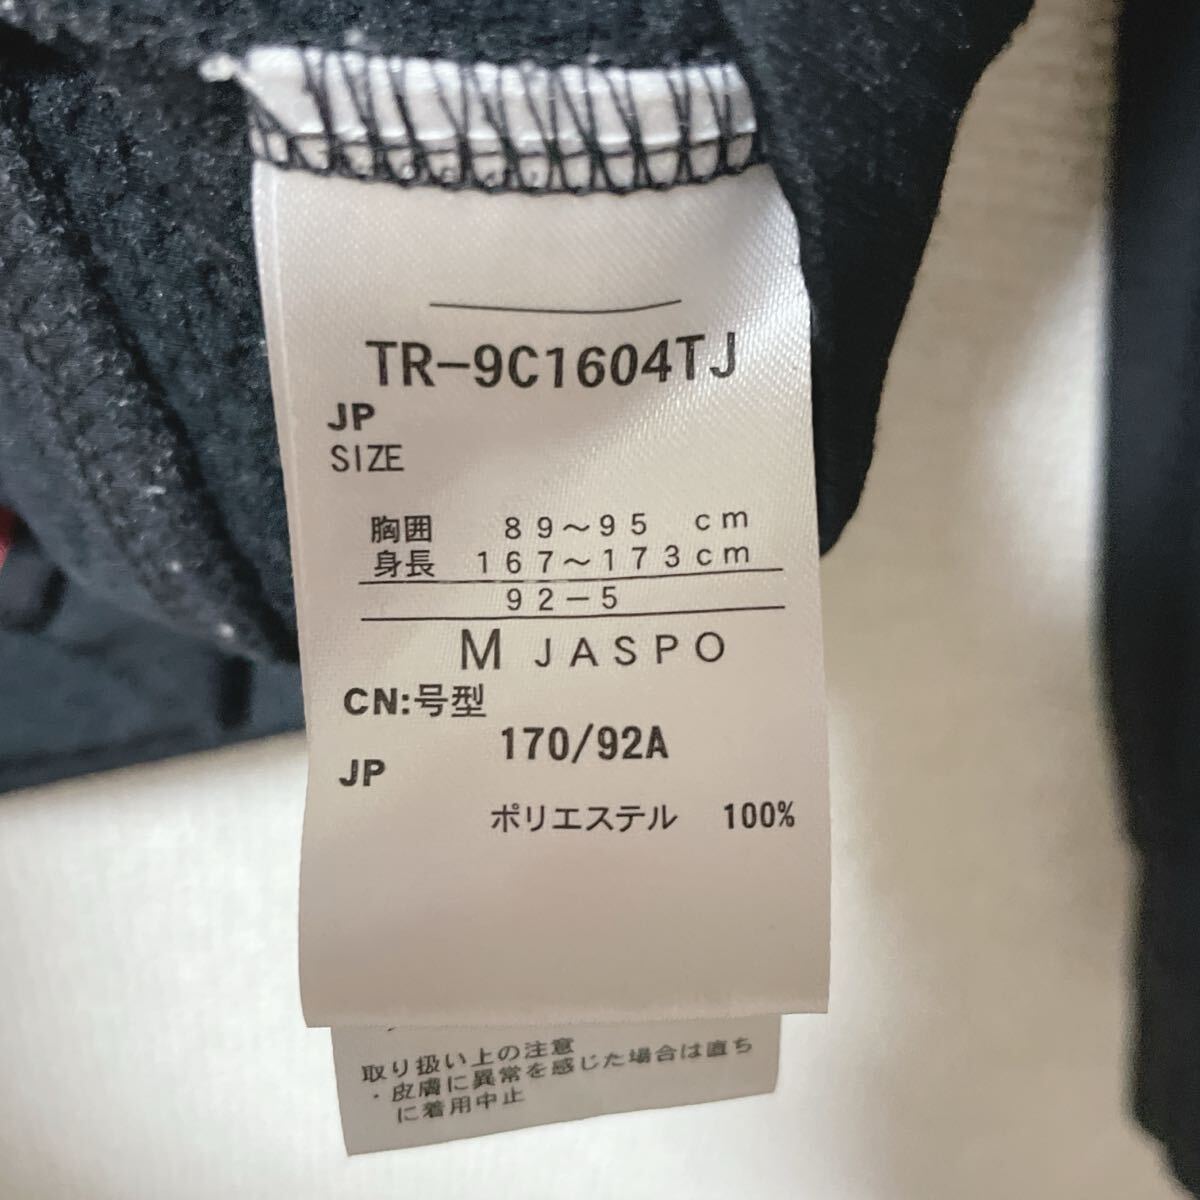 TR-9C1604TJ
JP
SIZE
胸囲 89～95 cm
身長 167～173cm
92-5
M JASPO
CN:号型
170/92A
JP
ポリエステル 100%
取り扱い上の注意
・皮膚に異常を感じた場合は直ち
に着用中止